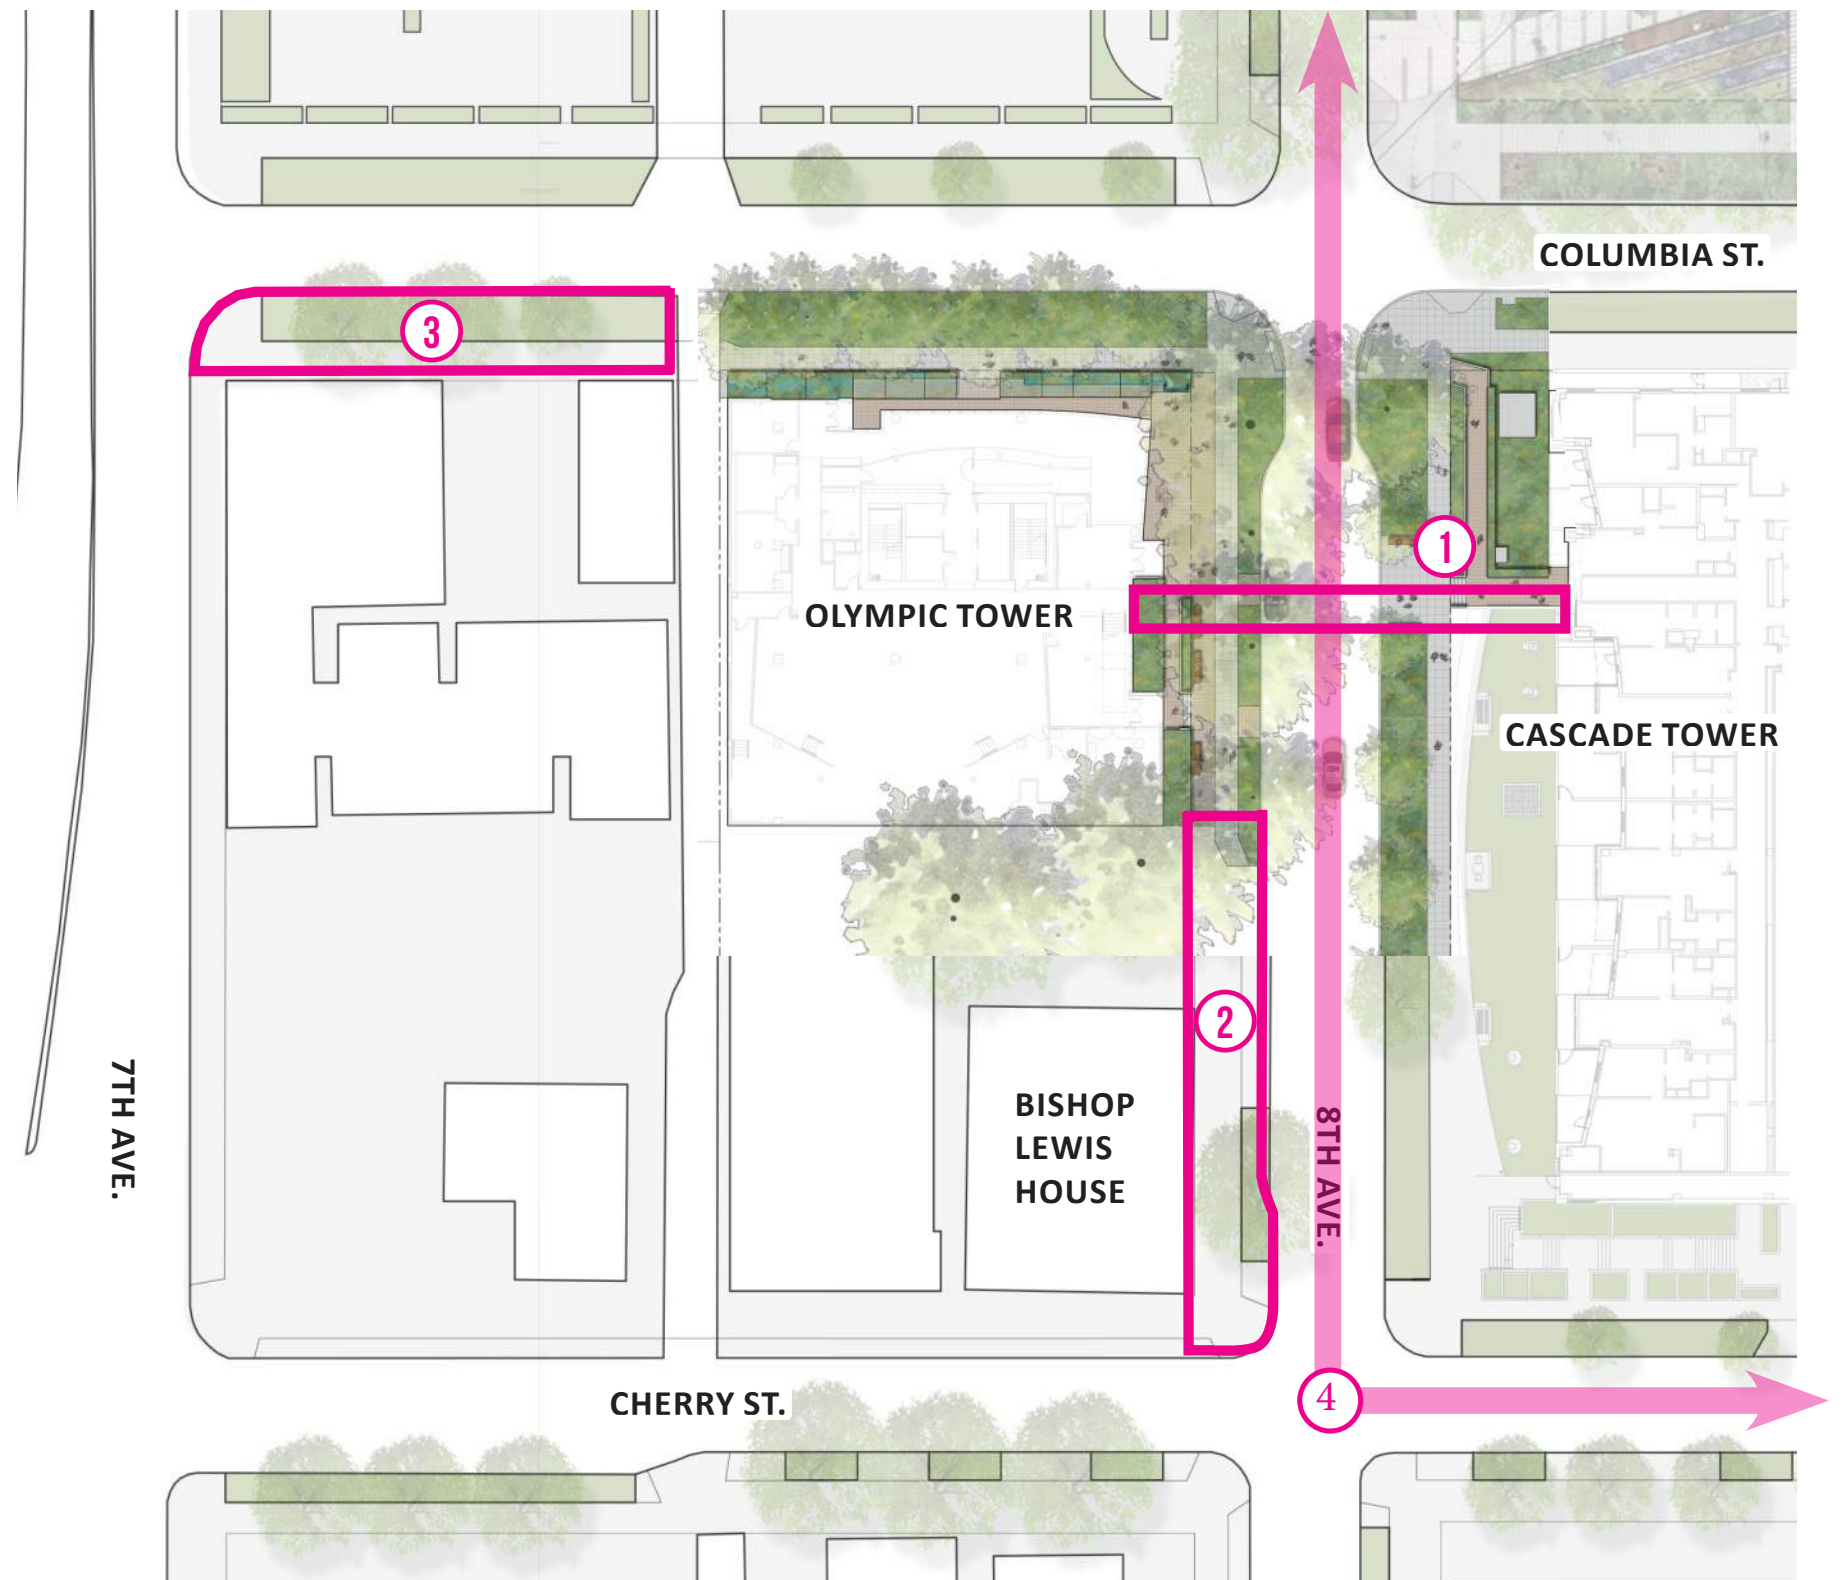 COLUMBIA ST.
3
1
OLYMPIC TOWER
CASCADE TOWER
2
7TH AVE.
BISHOP
LEWIS
HOUSE
8TH AVE.
CHERRY ST.
4